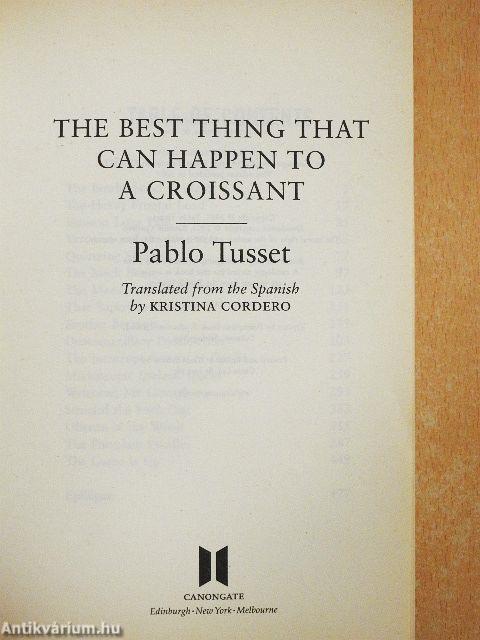 THE BEST THING THAT
CAN HAPPEN TO
A CROISSANT
Pablo Tusset
Translated from the Spanish
by KRISTINA CORDERO
CANONGATE
Edinburgh · New York · Melbourne
Antikvárium.hu